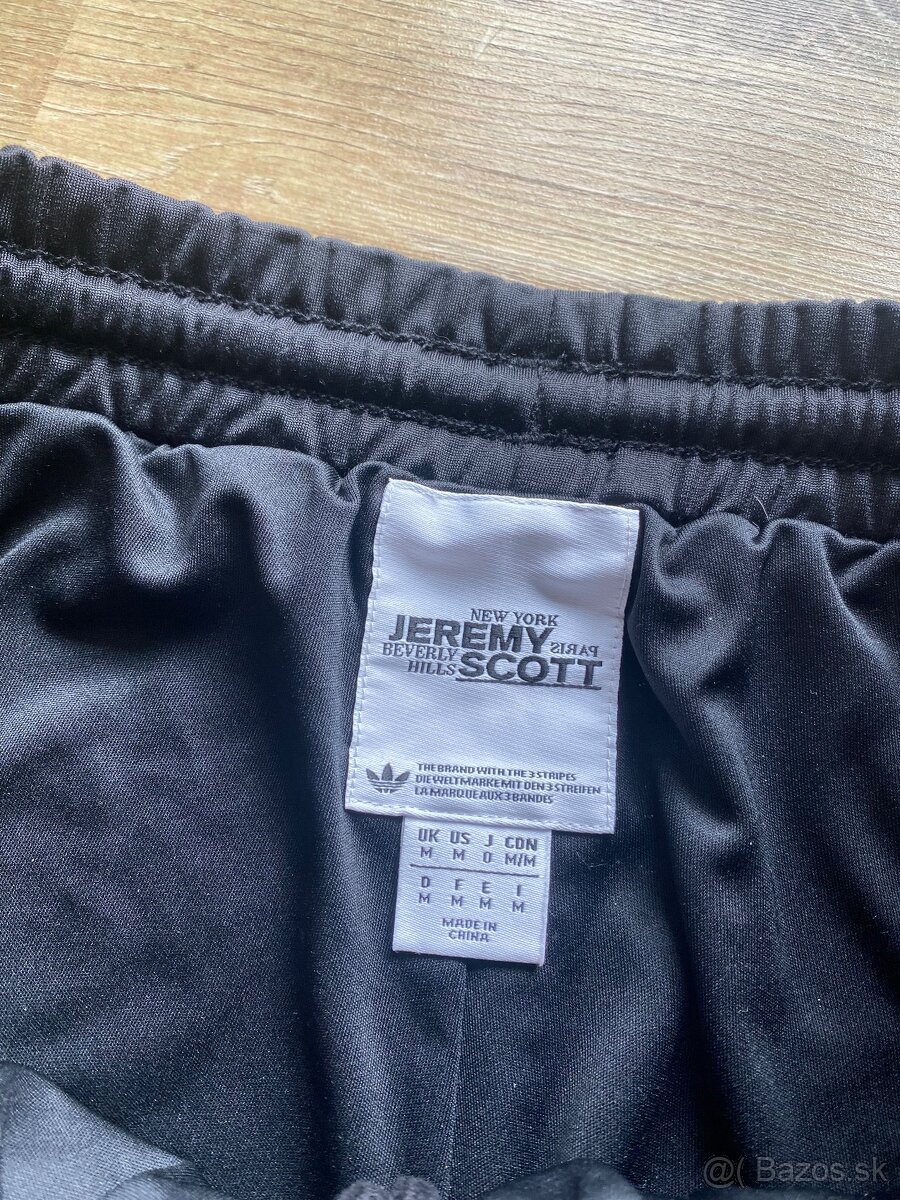 NEW YORK
JEREMY PARIS
BEVERLY
HILLS SCOTT
THE BRAND WITH THE 3 STRIPES
DIE WELTMARKE MIT DEN 3 STREIFEN
LA MARQUE AUX 3 BANDES
UK US J CDN
M M O M/M
D F E I
M M M M
MADE IN
CHINA
@( Bazos.sk